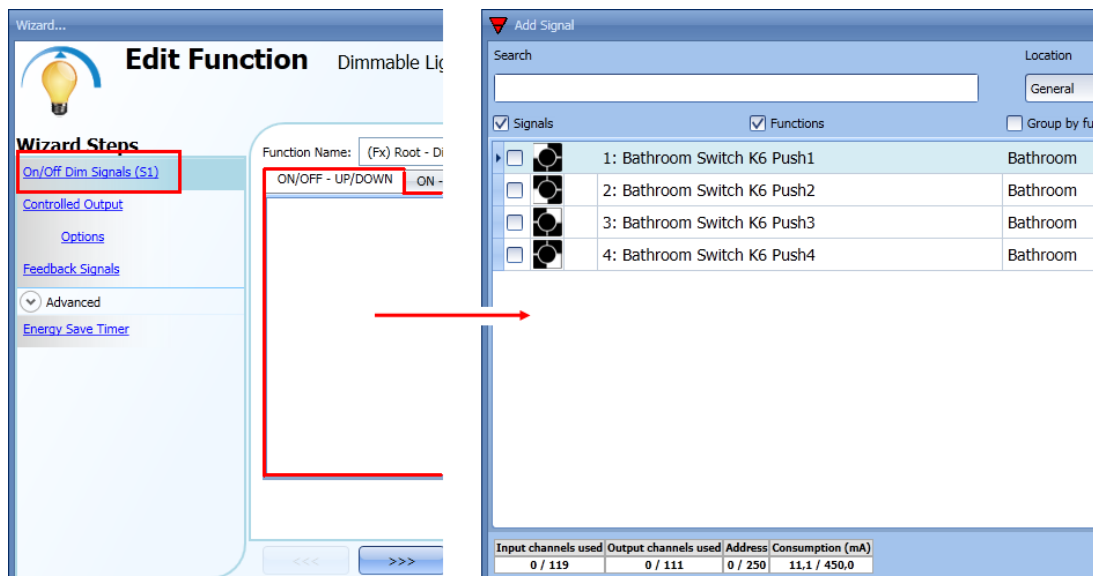 Wizard...
Edit Function Dimmable Lig
Wizard Steps
On/Off Dim Signals (S1)
Controlled Output
Options
Feedback Signals
Advanced
Energy Save Timer
Function Name: (Fx) Root - Di
ON/OFF - UP/DOWN ON -
<<< >>>
Add Signal
Search Location
General
Signals Functions Group by fu
1: Bathroom Switch K6 Push1 Bathroom
2: Bathroom Switch K6 Push2 Bathroom
3: Bathroom Switch K6 Push3 Bathroom
4: Bathroom Switch K6 Push4 Bathroom
Input channels used Output channels used Address Consumption (mA)
0 / 119 0 / 111 0 / 250 11,1 / 450,0